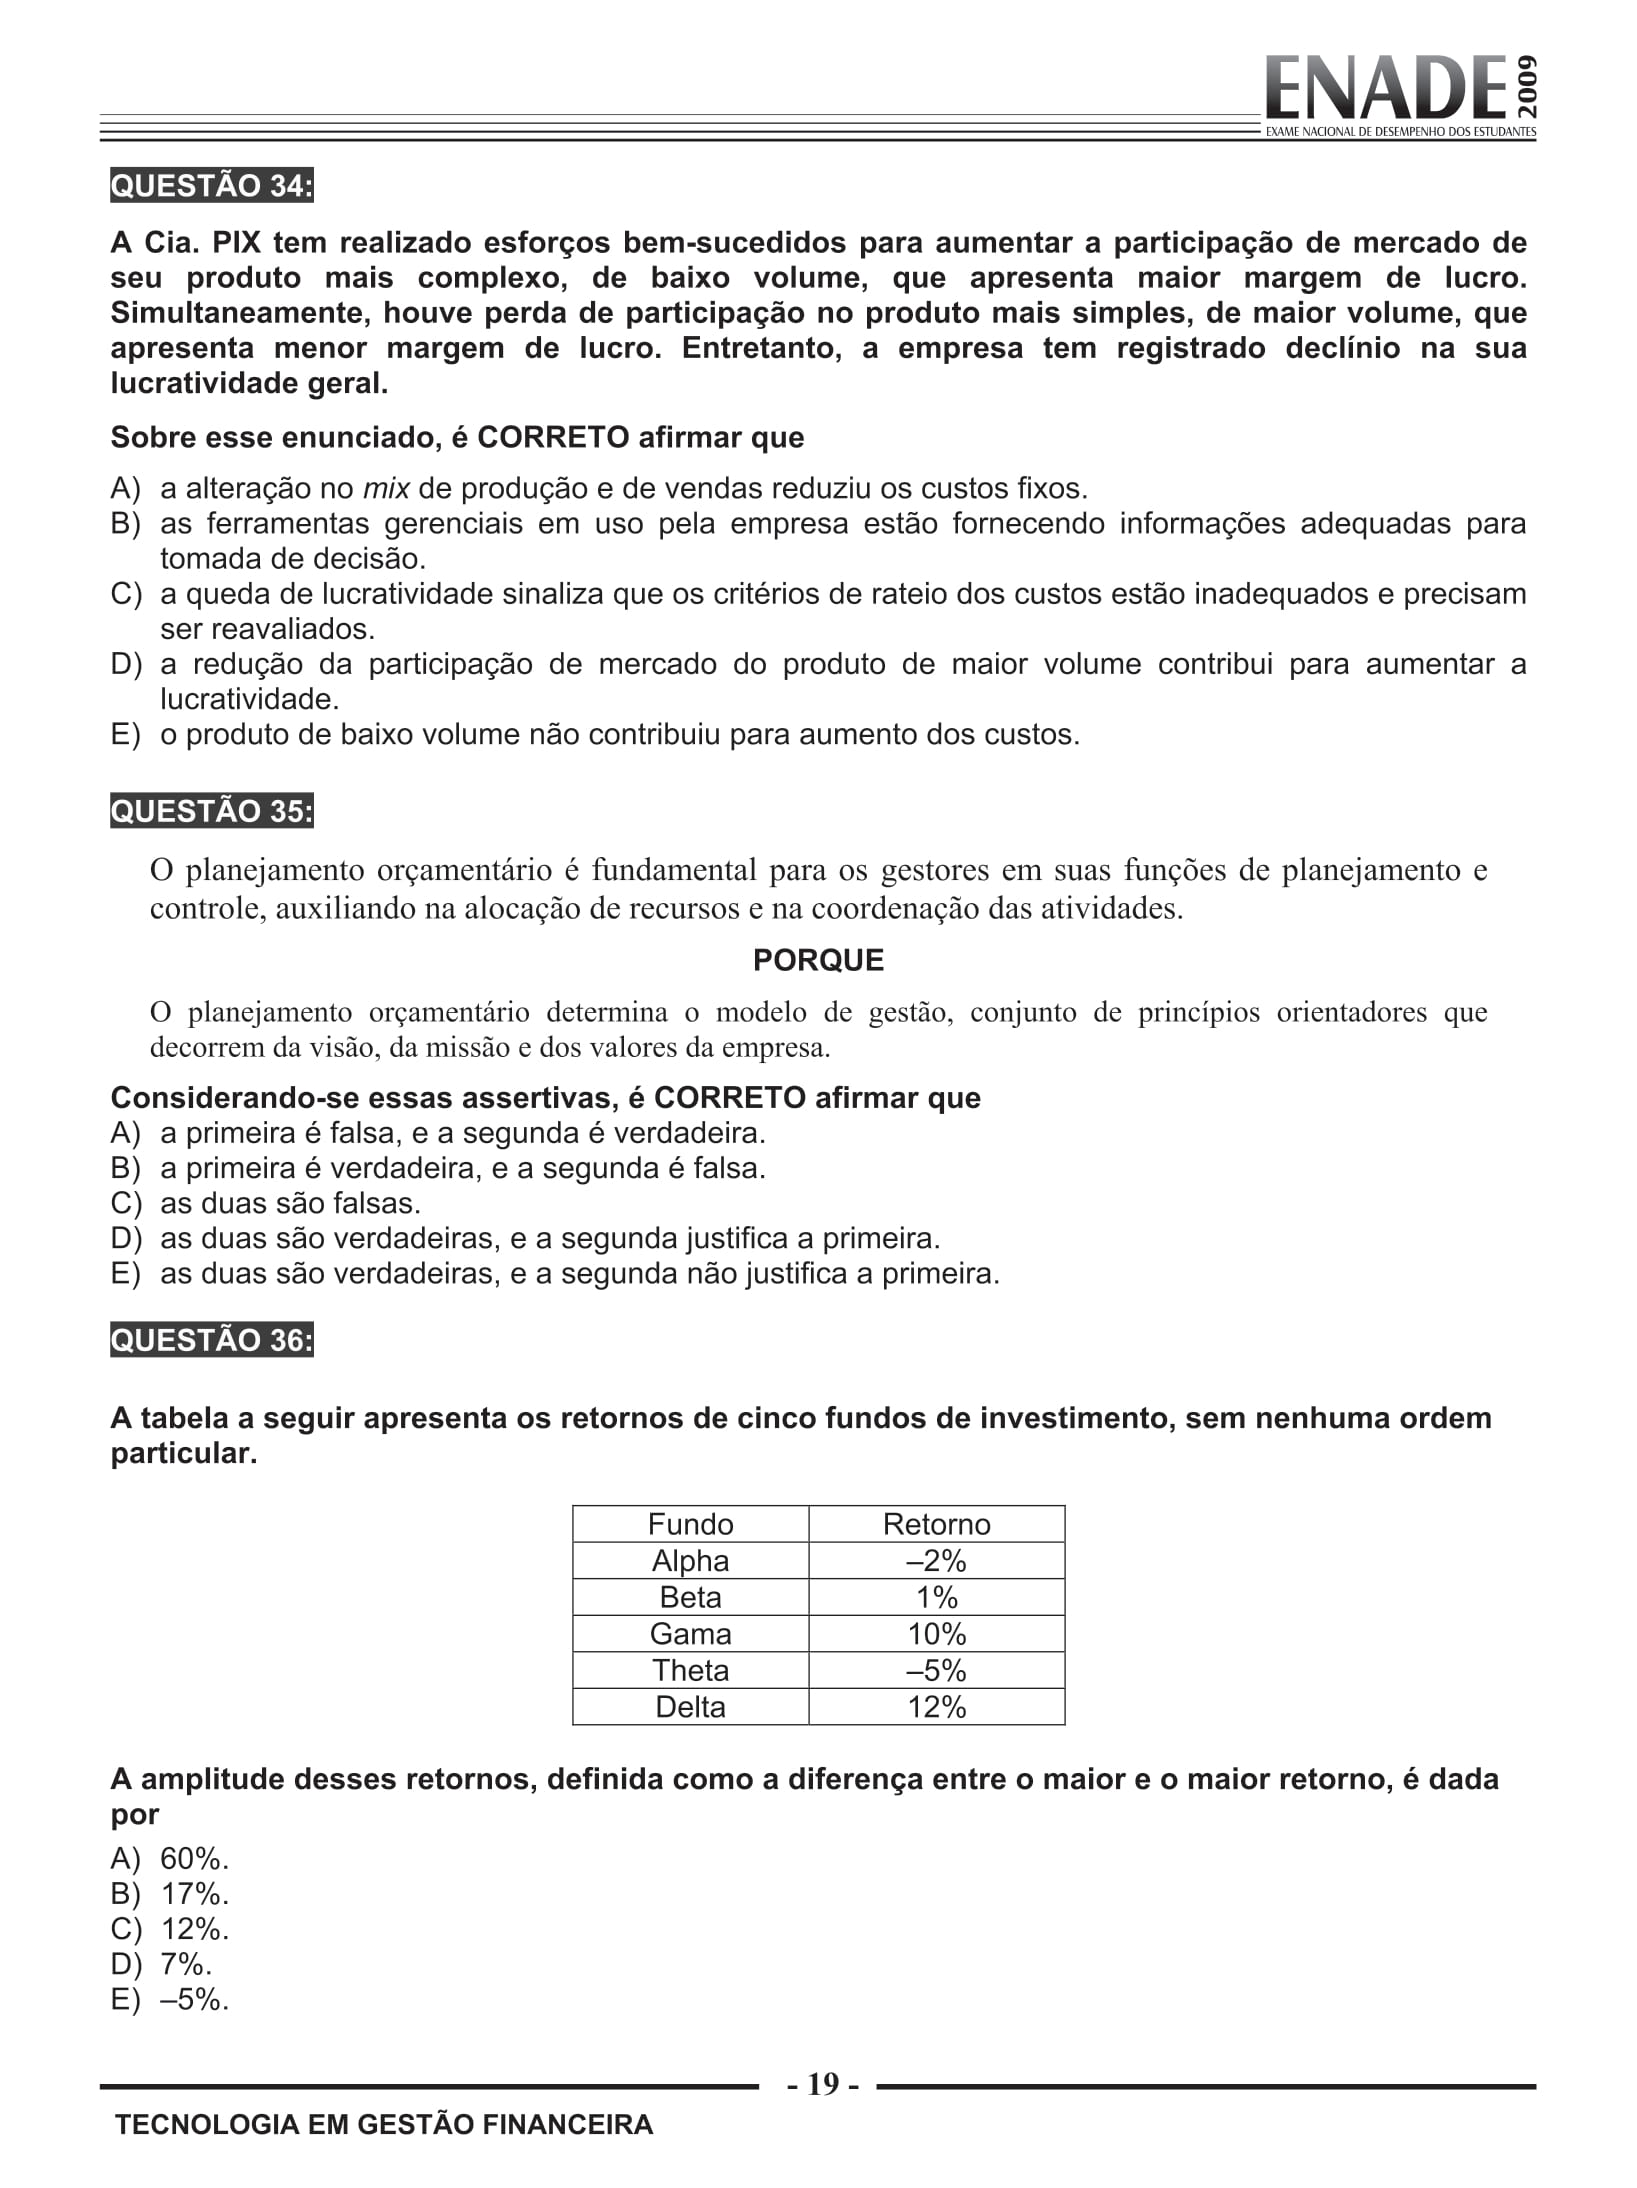 ENADE 2009
EXAME NACIONAL DE DESEMPENHO DOS ESTUDANTES
QUESTÃO 34:
A Cia. PIX tem realizado esforços bem-sucedidos para aumentar a participação de mercado de
seu produto mais complexo, de baixo volume, que apresenta maior margem de lucro.
Simultaneamente, houve perda de participação no produto mais simples, de maior volume, que
apresenta menor margem de lucro. Entretanto, a empresa tem registrado declínio na sua
lucratividade geral.
Sobre esse enunciado, é CORRETO afirmar que
A) a alteração no mix de produção e de vendas reduziu os custos fixos.
B) as ferramentas gerenciais em uso pela empresa estão fornecendo informações adequadas para
tomada de decisão.
C) a queda de lucratividade sinaliza que os critérios de rateio dos custos estão inadequados e precisam
ser reavaliados.
D) a redução da participação de mercado do produto de maior volume contribui para aumentar a
lucratividade.
E) o produto de baixo volume não contribuiu para aumento dos custos.
QUESTÃO 35:
O planejamento orçamentário é fundamental para os gestores em suas funções de planejamento e
controle, auxiliando na alocação de recursos e na coordenação das atividades.
PORQUE
O planejamento orçamentário determina o modelo de gestão, conjunto de princípios orientadores que
decorrem da visão, da missão e dos valores da empresa.
Considerando-se essas assertivas, é CORRETO afirmar que
A) a primeira é falsa, e a segunda é verdadeira.
B) a primeira é verdadeira, e a segunda é falsa.
C) as duas são falsas.
D) as duas são verdadeiras, e a segunda justifica a primeira.
E) as duas são verdadeiras, e a segunda não justifica a primeira.
QUESTÃO 36:
A tabela a seguir apresenta os retornos de cinco fundos de investimento, sem nenhuma ordem
particular.
Fundo Retorno
Alpha –2%
Beta 1%
Gama 10%
Theta –5%
Delta 12%
A amplitude desses retornos, definida como a diferença entre o maior e o maior retorno, é dada
por
A) 60%.
B) 17%.
C) 12%.
D) 7%.
E) –5%.
- 19 -
TECNOLOGIA EM GESTÃO FINANCEIRA